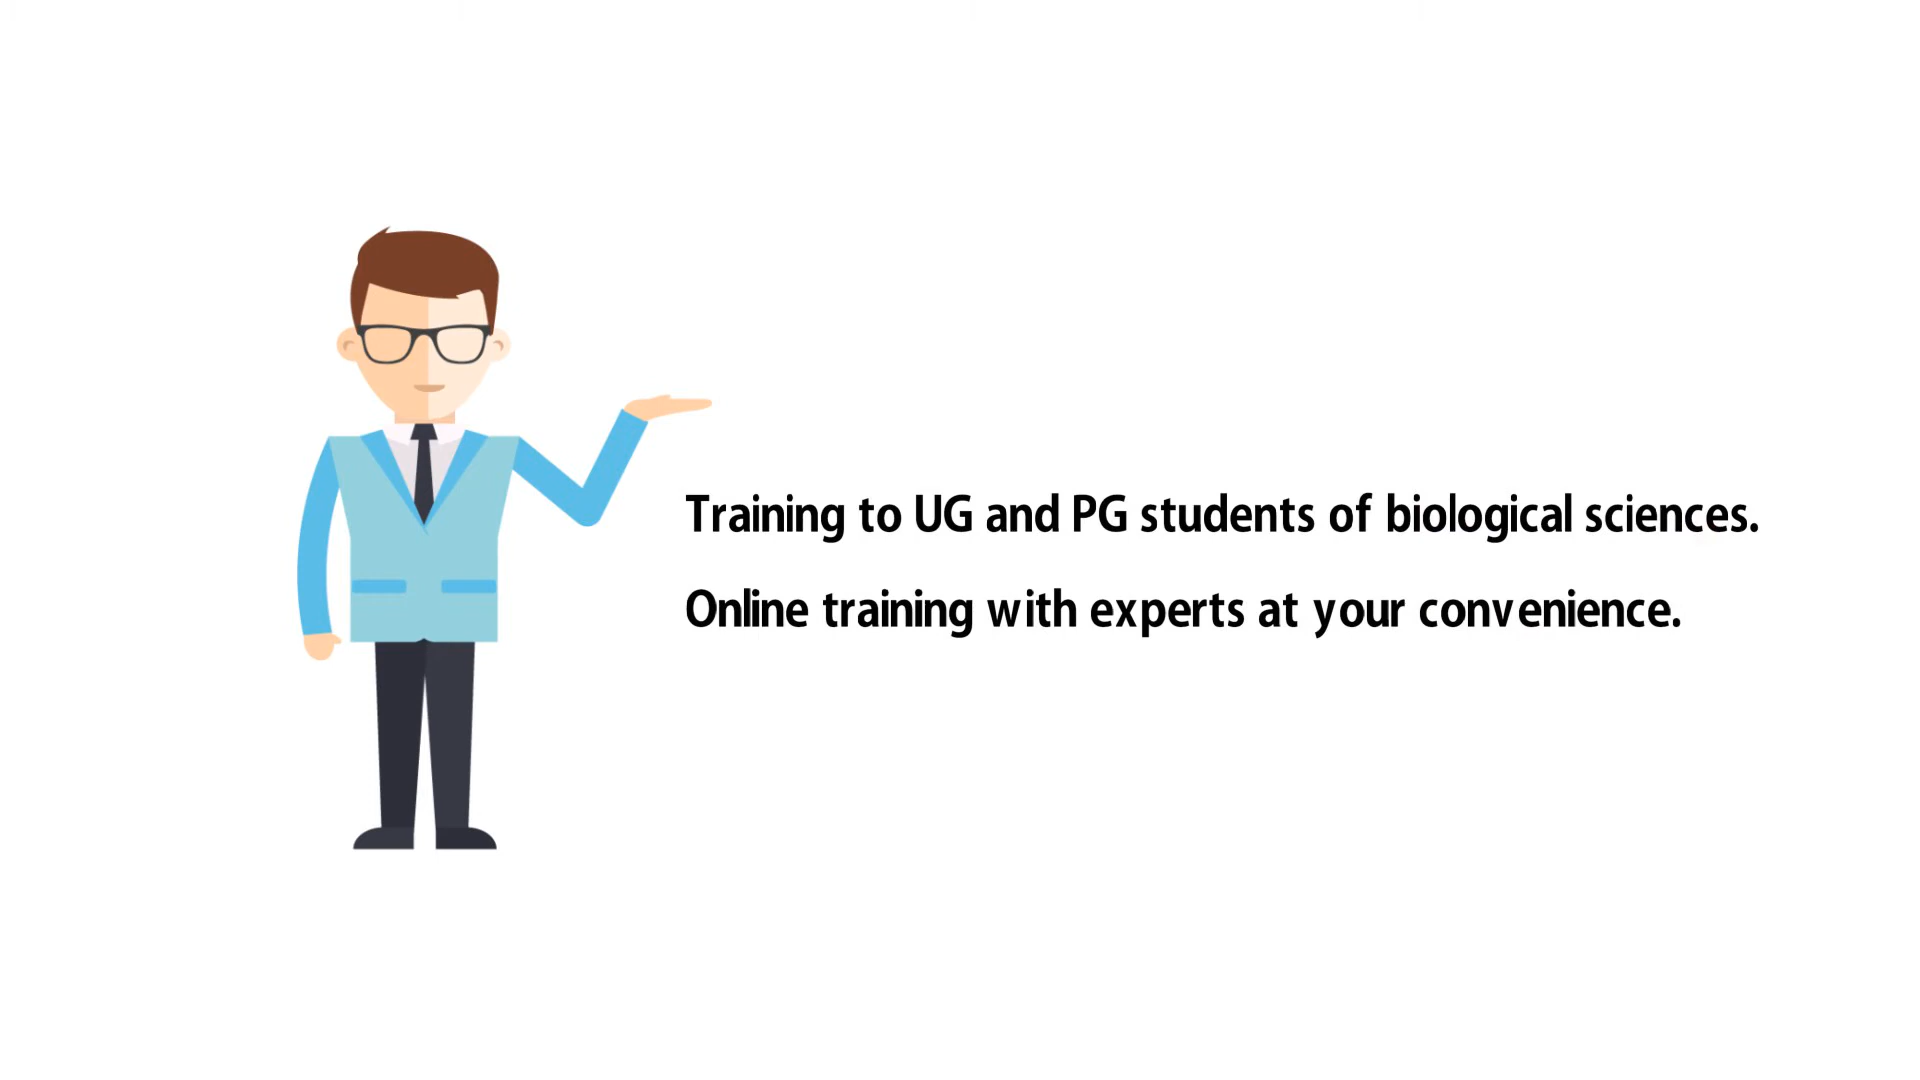 Training to UG and PG students of biological sciences.
Online training with experts at your convenience.